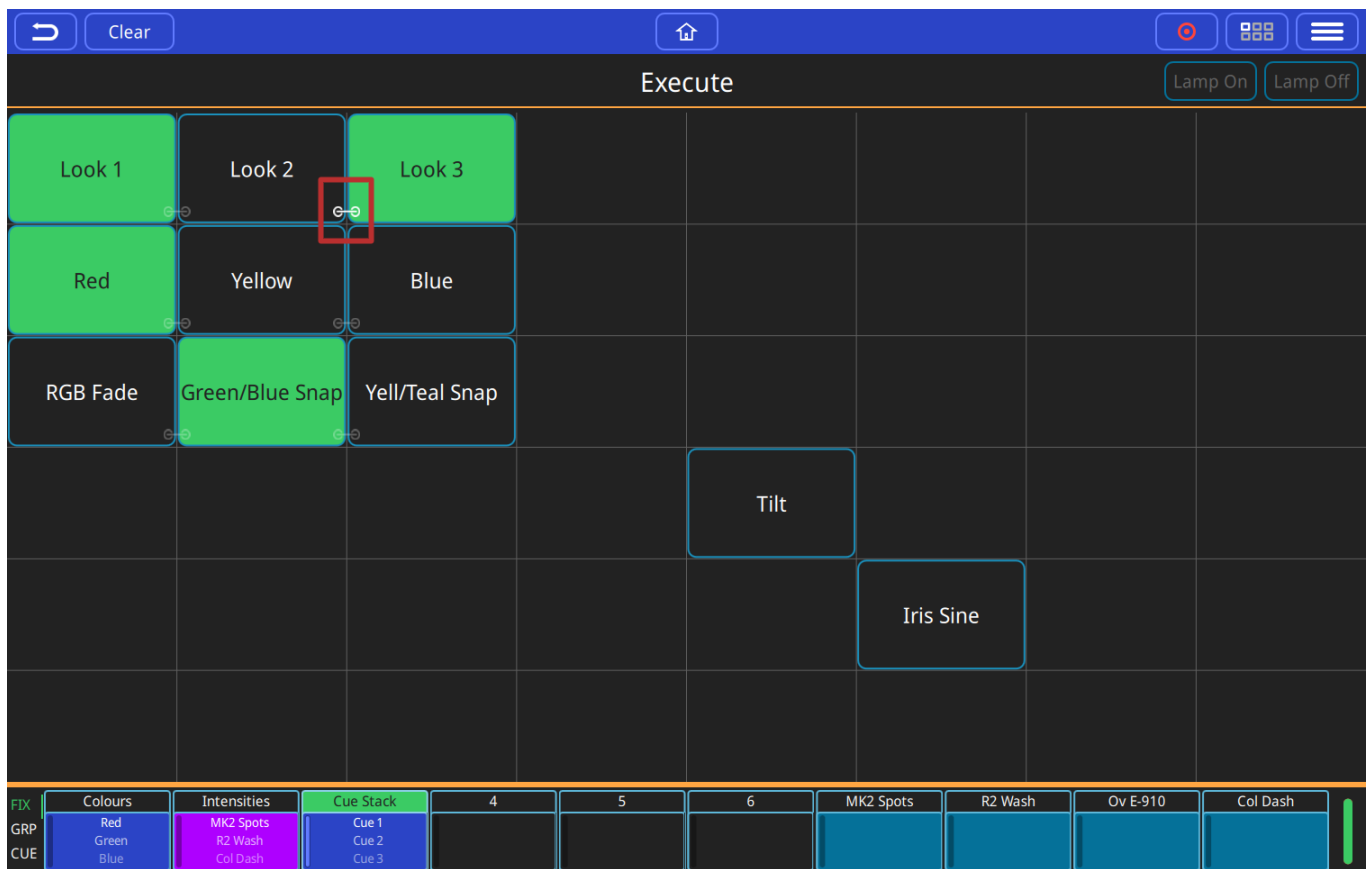 Clear
Execute
Lamp On
Lamp Off
Look 1
Look 2
Look 3
Red
Yellow
Blue
RGB Fade
Green/Blue Snap
Yell/Teal Snap
Tilt
Iris Sine
FIX
GRP
CUE
Colours
Red
Green
Blue
Intensities
MK2 Spots
R2 Wash
Col Dash
Cue Stack
Cue 1
Cue 2
Cue 3
4
5
6
MK2 Spots
R2 Wash
Ov E-910
Col Dash